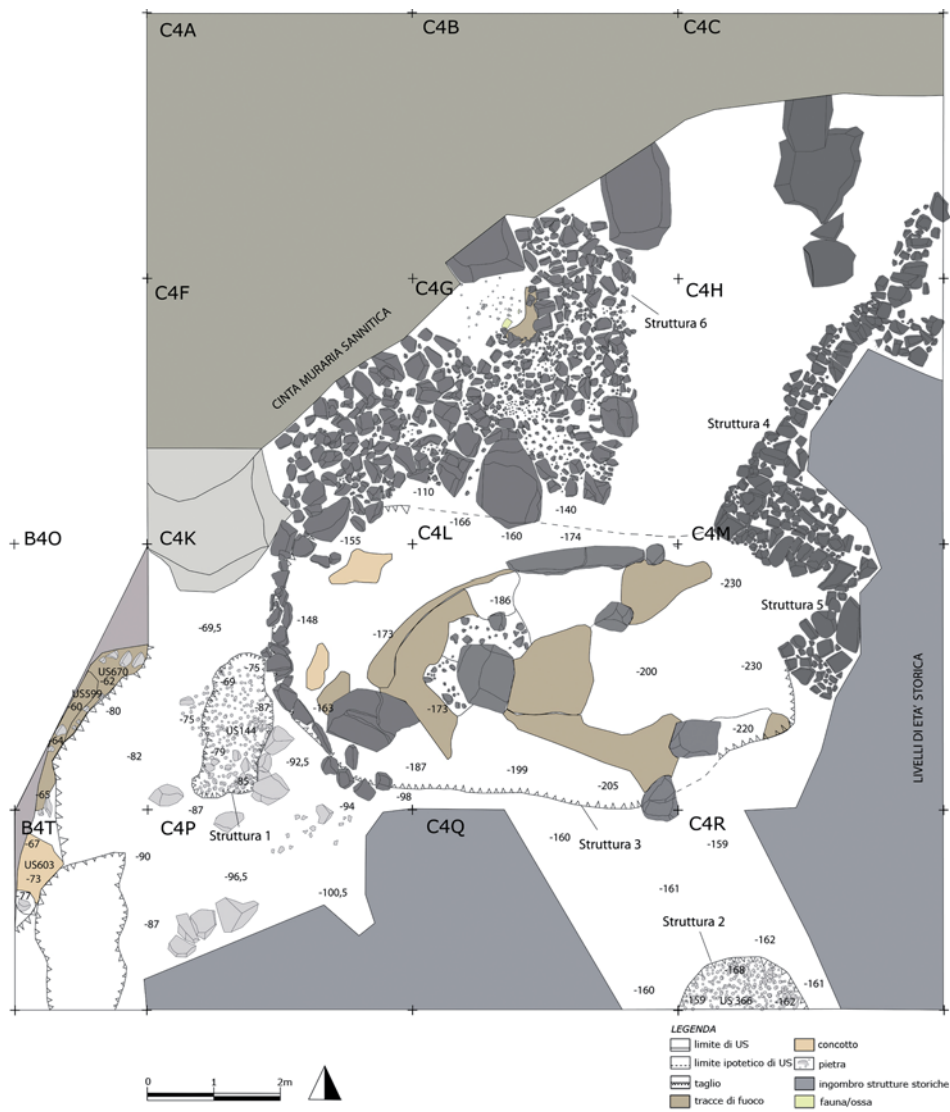 C4A
C4B
C4C
C4F
C4G
C4H
Struttura 6
CINTA MURARIA SANNITICA
Struttura 4
-110
-166
-140
B4O
C4K
-155
C4L
-160
-174
C4M
-230
-186
Struttura 5
-69,5
-148
-173
-75
-69
US670
-62
US599
-60
-80
-200
-230
-87
-163
-173
-75
US144
-220
-64
-82
-79
-92,5
-187
-199
-85
-205
-65
-87
-94
-98
B4T
C4P
Struttura 1
C4Q
C4R
-67
-160
Struttura 3
-159
US603
-90
-73
-96,5
-77
-100,5
-161
-87
Struttura 2
-162
-168
-161
-160
-159
US 366
-162
LIVELLI DI ETA' STORICA
LEGENDA
limite di US
concotto
limite ipotetico di US
pietra
taglio
ingombro strutture storiche
tracce di fuoco
fauna/ossa
0 1 2m